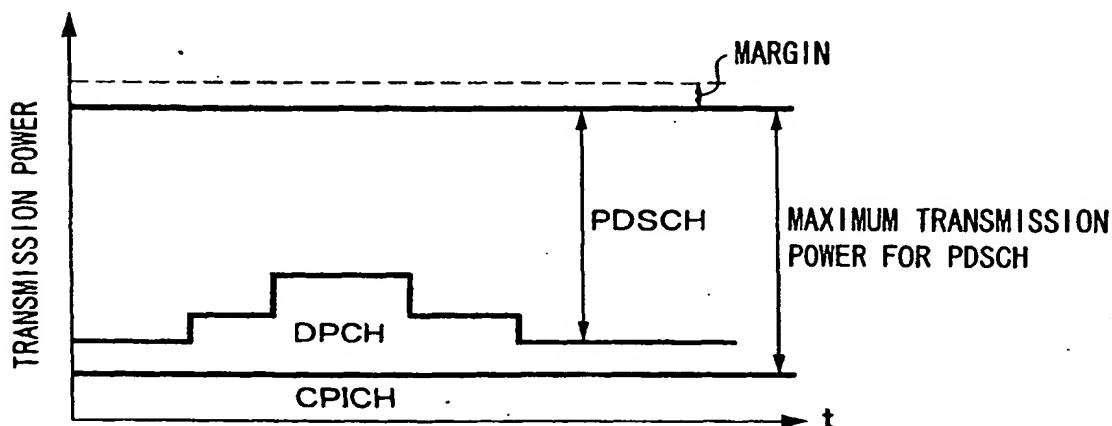 MARGIN
TRANSMISSION POWER
PDSCH
MAXIMUM TRANSMISSION
POWER FOR PDSCH
DPCH
CPICH
t